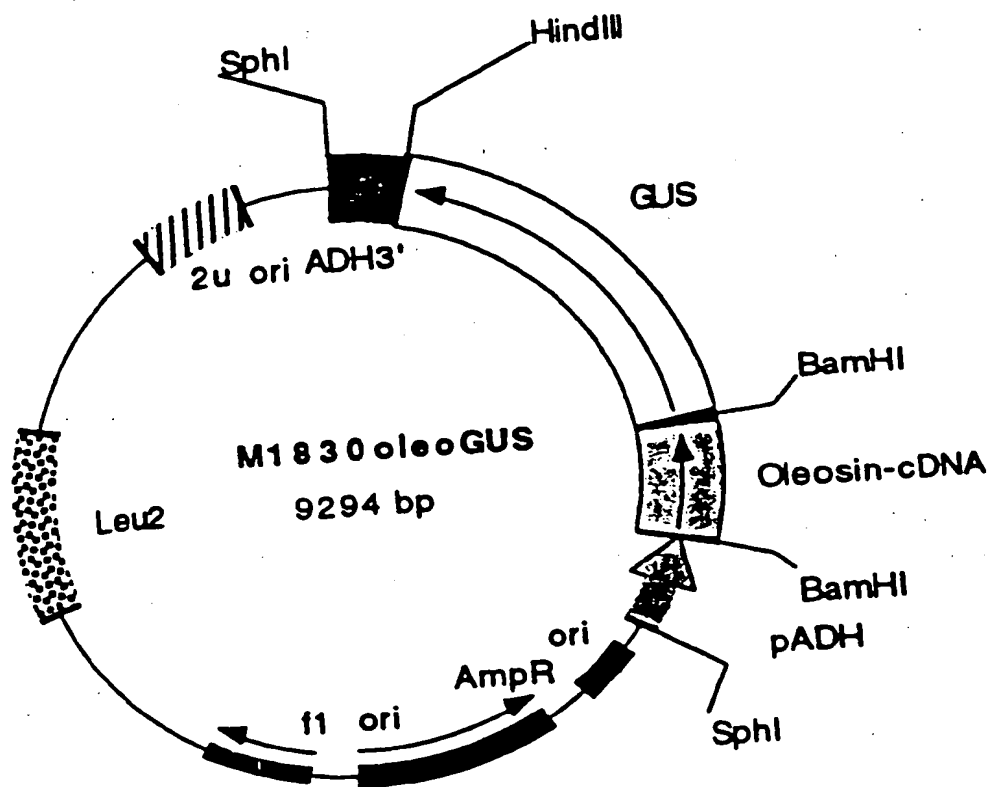 HindIII
SphI
GUS
2u ori ADH3'
BamHI
M1830oleoGUS
Oleosin-cDNA
9294 bp
Leu2
BamHI
pADH
ori
AmpR
f1 ori
SphI